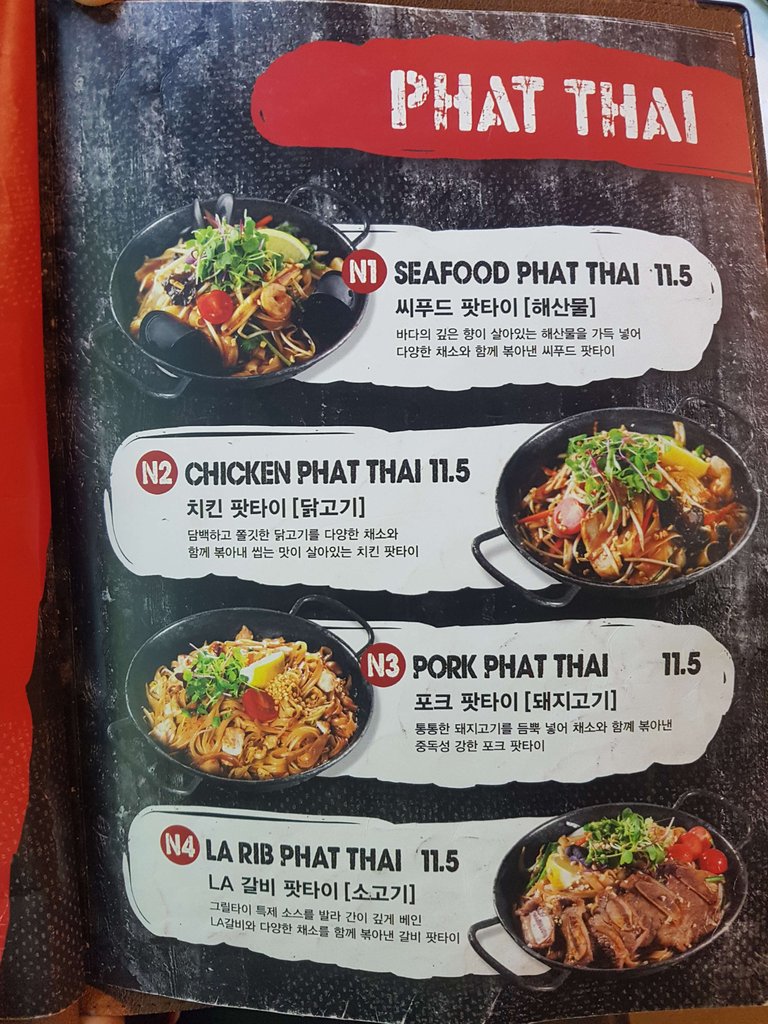 PHAT THAI
N1 SEAFOOD PHAT THAI 11.5
씨푸드 팟타이 [해산물]
바다의 깊은 향이 살아있는 해산물을 가득 넣어
다양한 채소와 함께 볶아낸 씨푸드 팟타이
N2 CHICKEN PHAT THAI 11.5
치킨 팟타이 [닭고기]
담백하고 쫄깃한 닭고기를 다양한 채소와
함께 볶아내 씹는 맛이 살아있는 치킨 팟타이
N3 PORK PHAT THAI 11.5
포크 팟타이 [돼지고기]
통통한 돼지고기를 듬뿍 넣어 채소와 함께 볶아낸
중독성 강한 포크 팟타이
N4 LA RIB PHAT THAI 11.5
LA 갈비 팟타이 [소고기]
그릴타이 특제 소스를 발라 간이 깊게 베인
LA갈비와 다양한 채소를 함께 볶아낸 갈비 팟타이